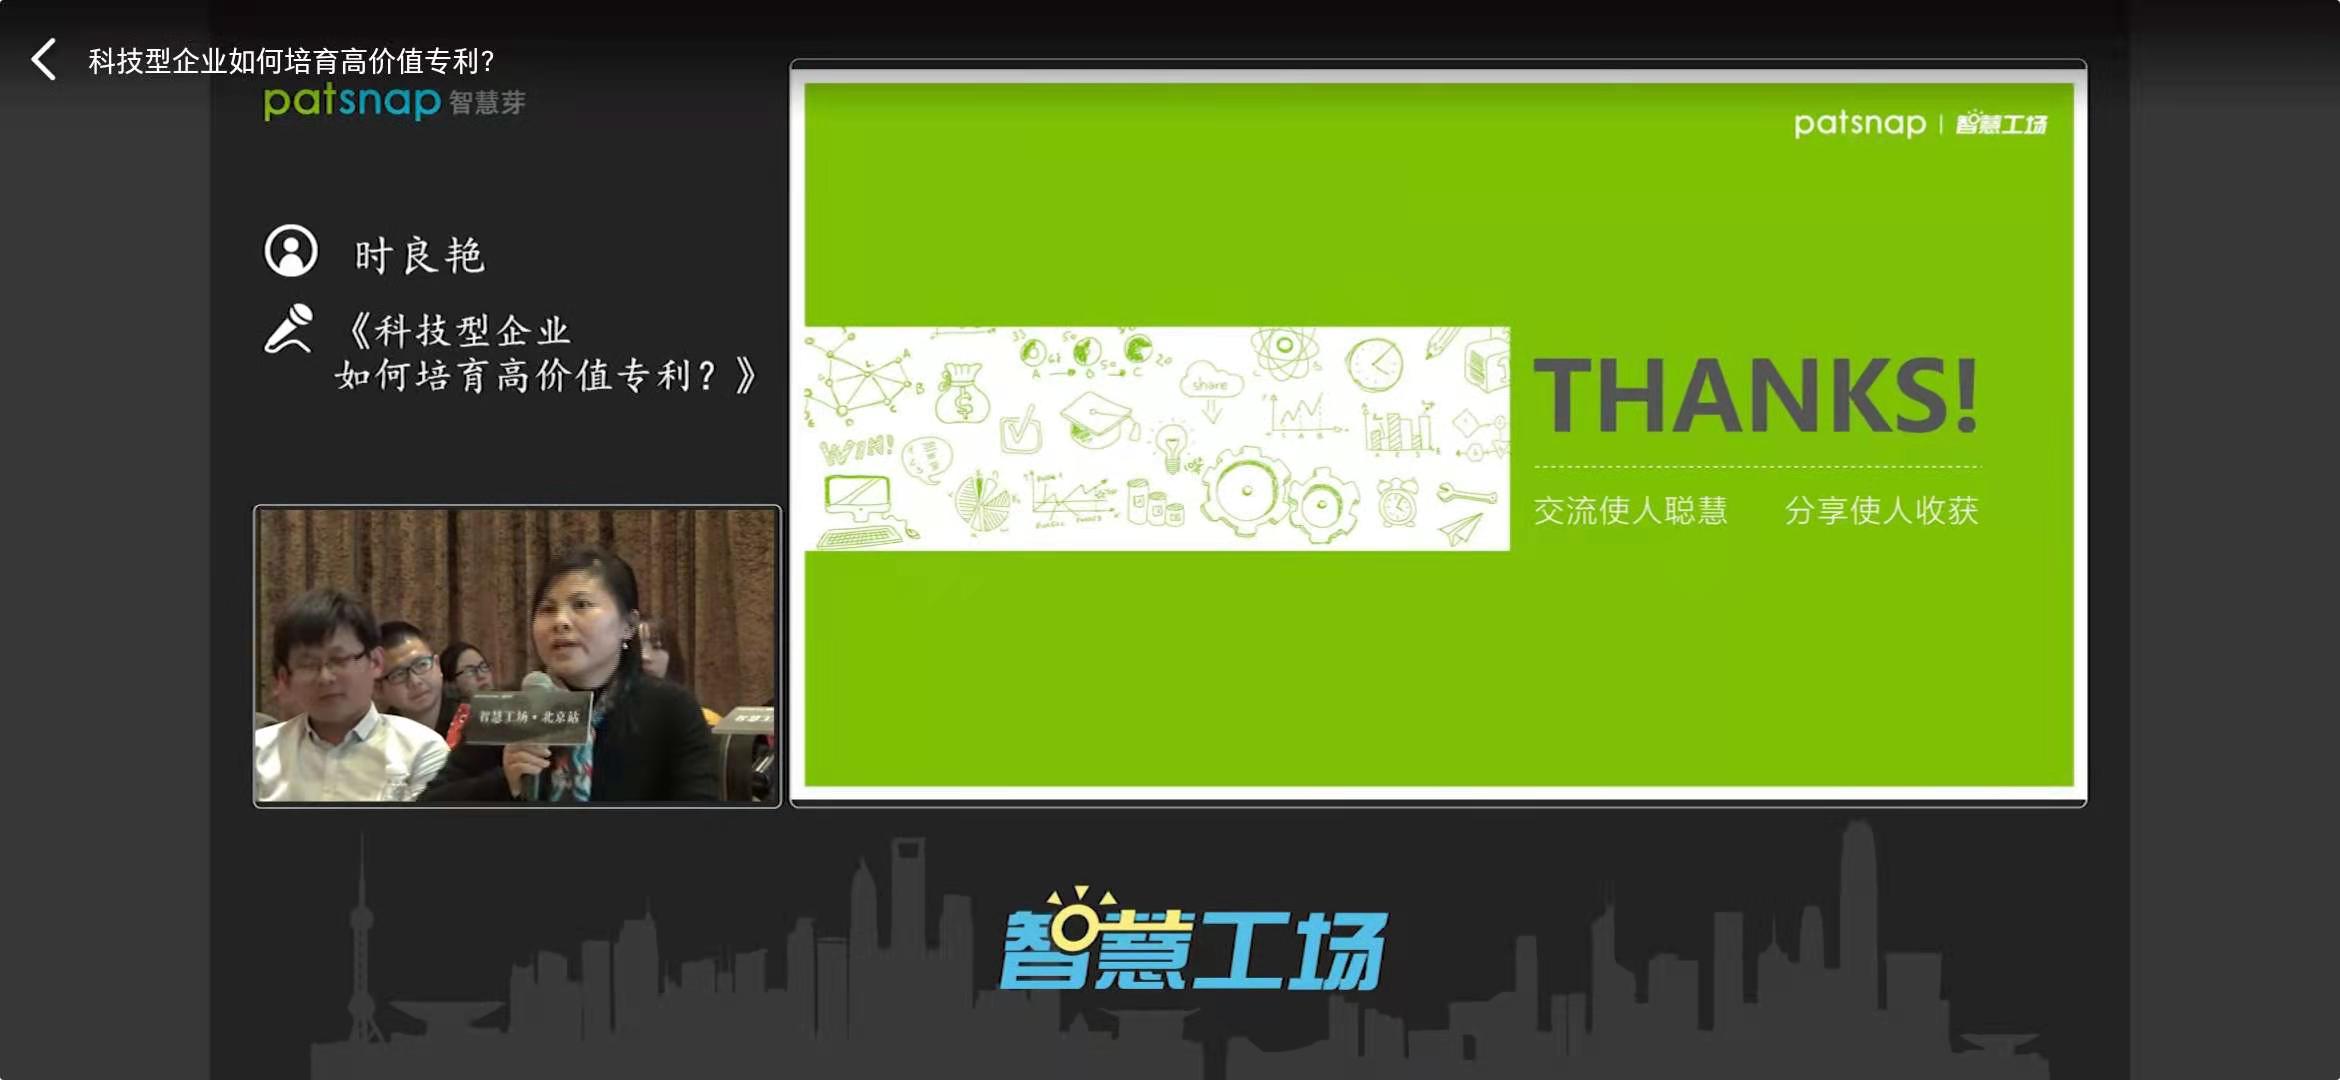 科技型企业如何培育高价值专利？
patsnap 智慧芽
时良艳
《科技型企业
如何培育高价值专利？》
patsnap | 智慧工场
THANKS!
交流使人聪慧 分享使人收获
share
WIN!
智慧工场·北京站
智慧工场